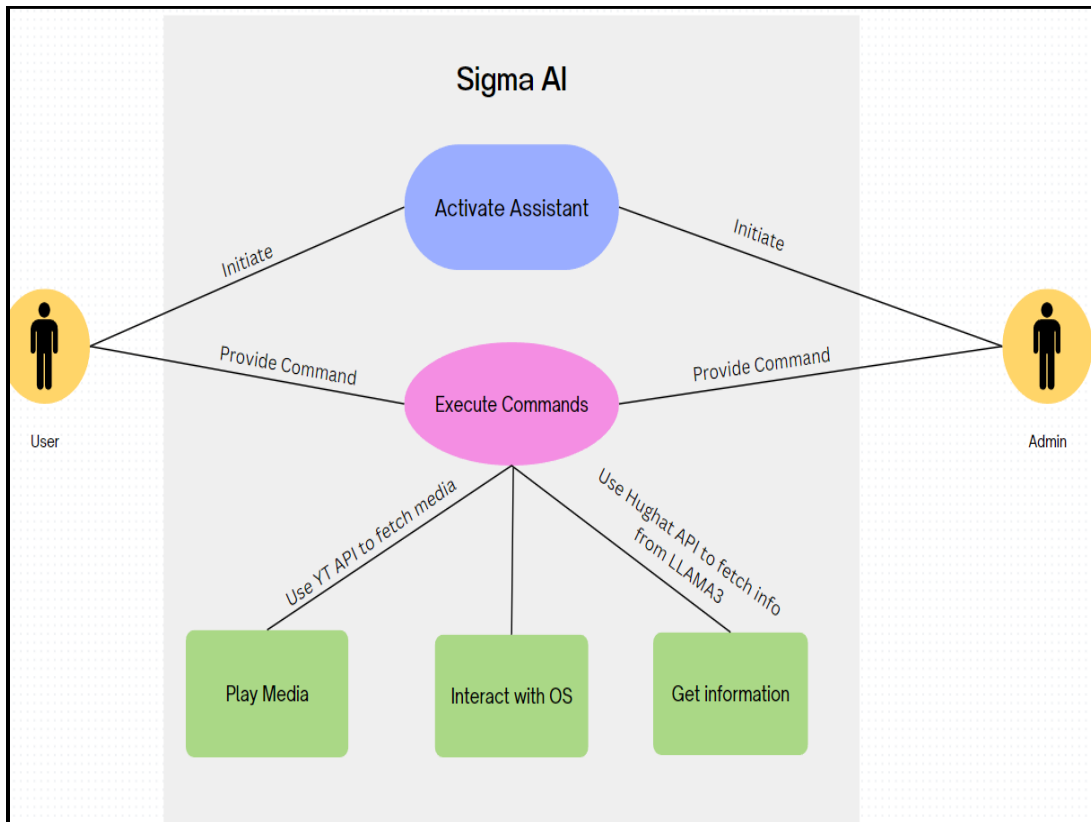 Sigma AI
Activate Assistant
Initiate
Initiate
Provide Command
Provide Command
Execute Commands
User
Admin
Use YT API to fetch media
Use Hughat API to fetch info
from LLAMA3
Play Media
Interact with OS
Get information